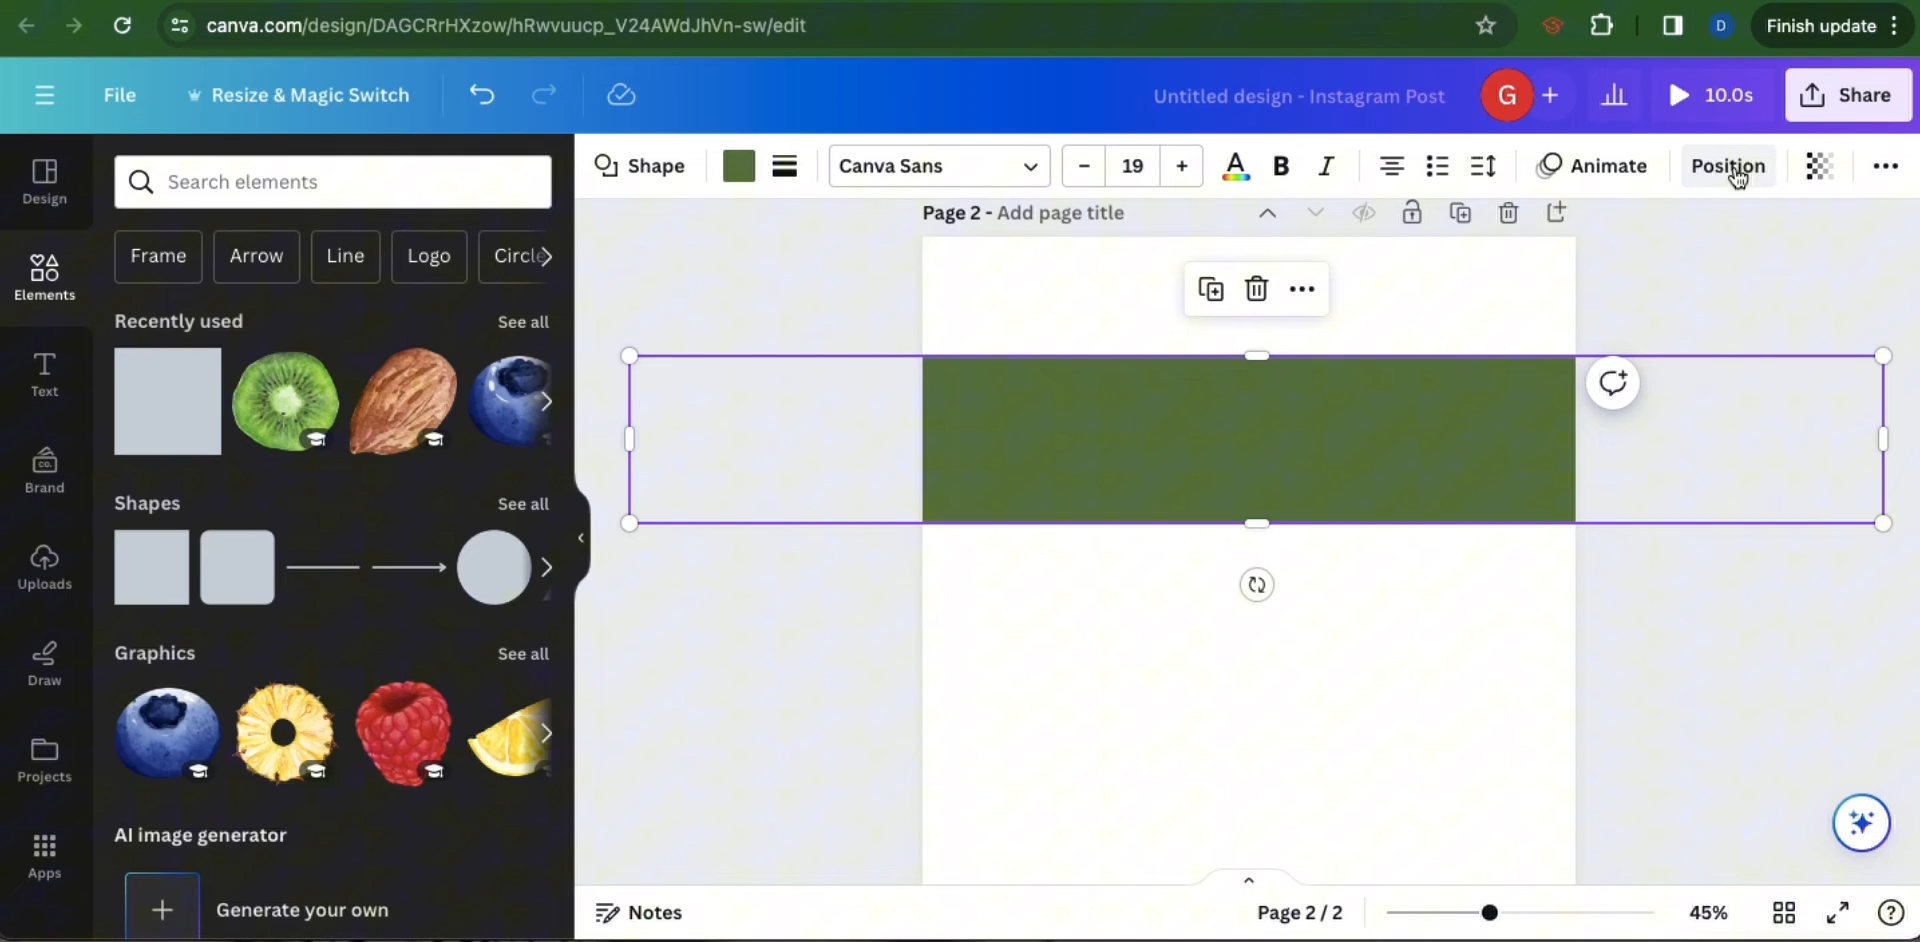 canva.com/design/DAGCRrHXzow/hRwvuucp_V24AWdJhVn-sw/edit
D
Finish update
File
Resize & Magic Switch
Untitled design - Instagram Post
G
+
10.0s
Share
Design
Elements
Text
CO.
Brand
Uploads
Draw
Projects
Apps
Search elements
Frame
Arrow
Line
Logo
Circle
Recently used
See all
Shapes
See all
Graphics
See all
AI image generator
Generate your own
Shape
Canva Sans
- 19 +
A
B
I
Animate
Position
Page 2 - Add page title
Notes
Page 2 / 2
45%